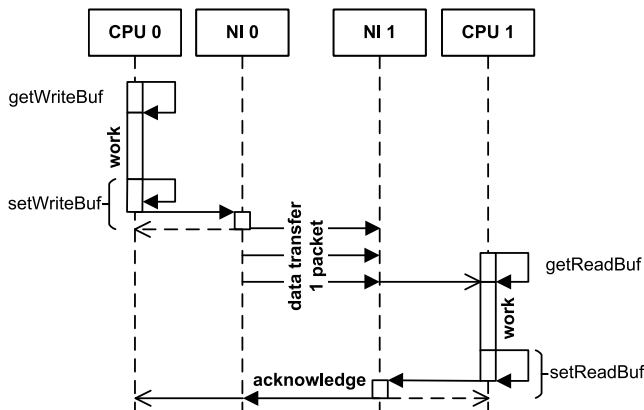 CPU 0
NI 0
NI 1
CPU 1
getWriteBuf
work
setWriteBuf
data transfer
1 packet
getReadBuf
work
setReadBuf
acknowledge